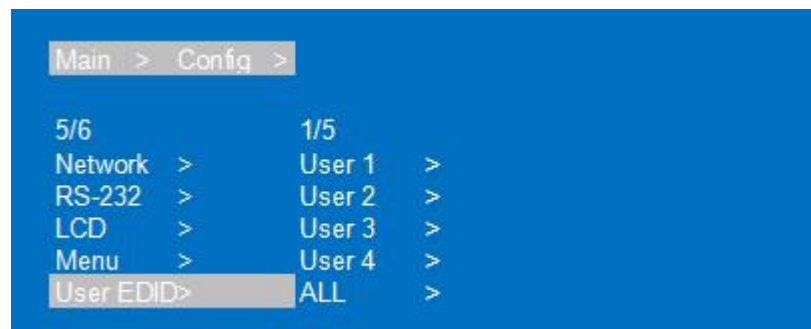 Main > Config >
5/6 1/5
Network > User 1 >
RS-232 > User 2 >
LCD > User 3 >
Menu > User 4 >
User EDID> ALL >